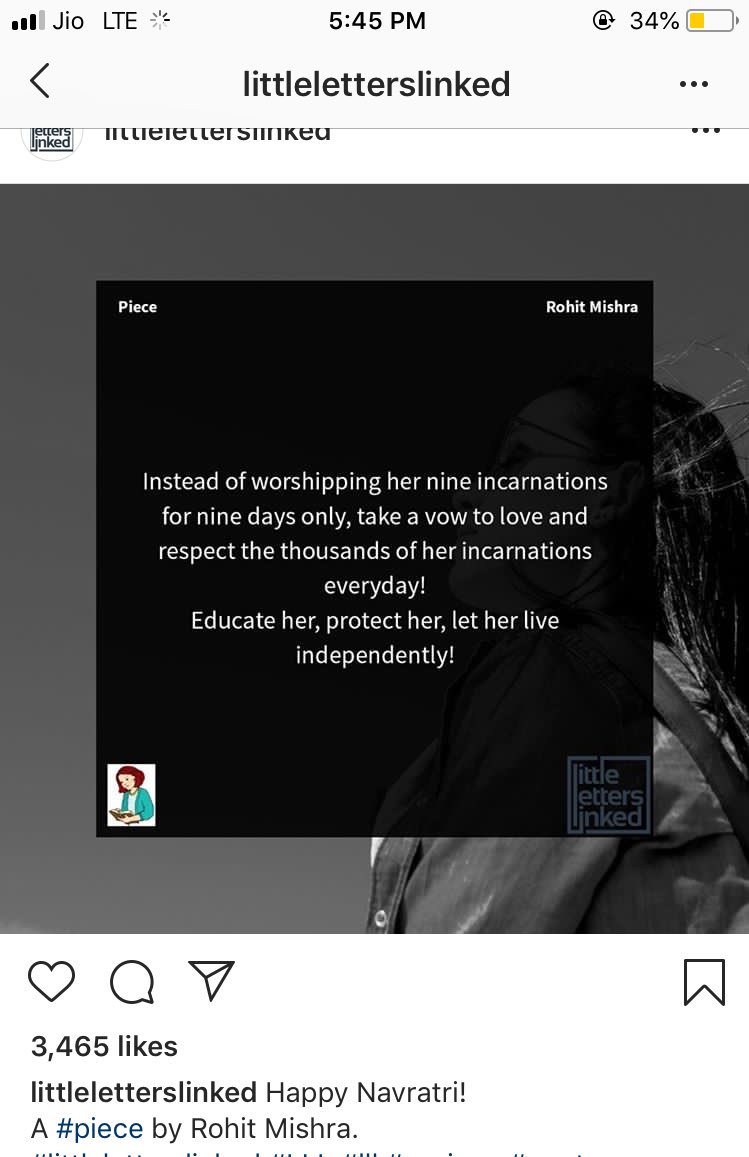 Jio LTE 5:45 PM 34%
littleletterslinked
littleletterslinked
etters
linked
Piece
Rohit Mishra
Instead of worshipping her nine incarnations
for nine days only, take a vow to love and
respect the thousands of her incarnations
everyday!
Educate her, protect her, let her live
independently!
little
letters
linked
3,465 likes
littleletterslinked Happy Navratri!
A #piece by Rohit Mishra.